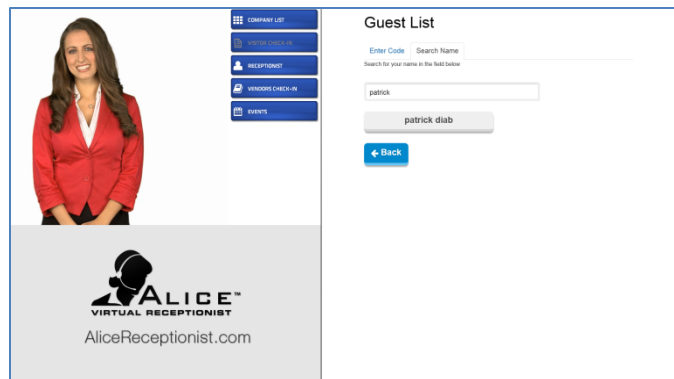 COMPANY LIST
VISITOR CHECK-IN
RECEPTIONIST
VENDORS CHECK-IN
EVENTS
ALICE™
VIRTUAL RECEPTIONIST
AliceReceptionist.com
Guest List
Enter Code Search Name
Search for your name in the field below
patrick
patrick diab
Back